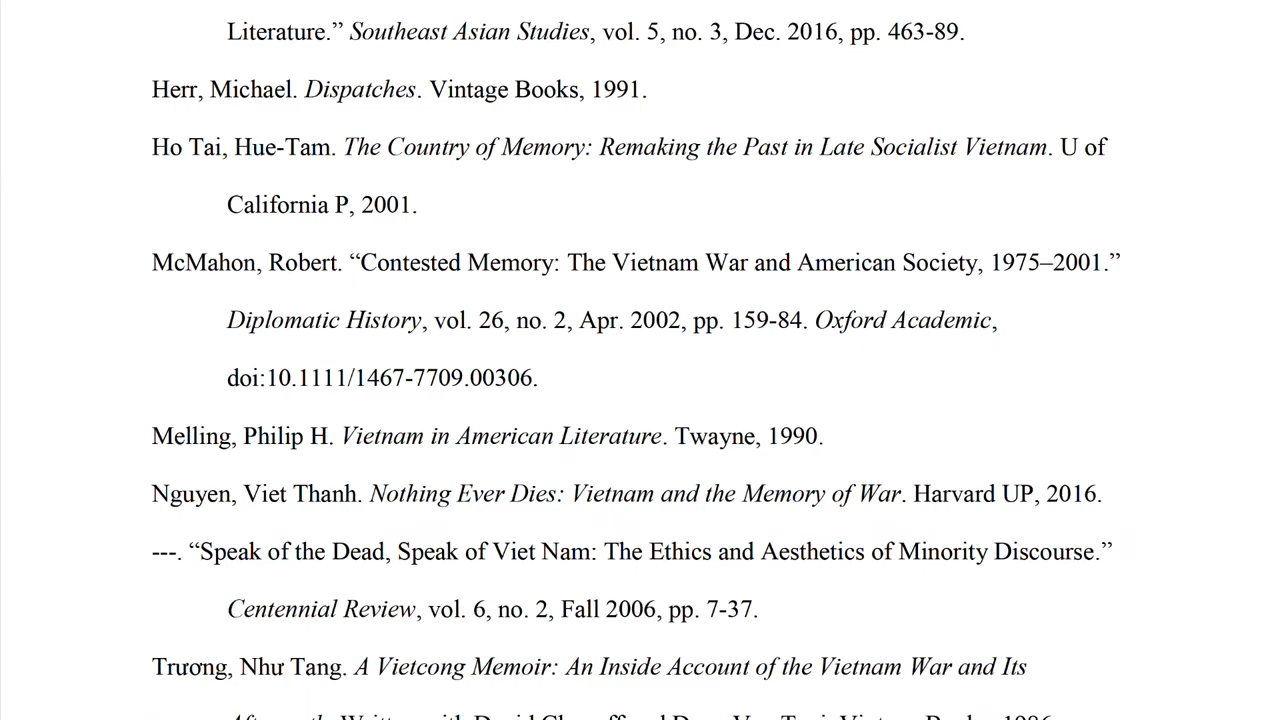 Literature.” Southeast Asian Studies, vol. 5, no. 3, Dec. 2016, pp. 463-89.
Herr, Michael. Dispatches. Vintage Books, 1991.
Ho Tai, Hue-Tam. The Country of Memory: Remaking the Past in Late Socialist Vietnam. U of
California P, 2001.
McMahon, Robert. “Contested Memory: The Vietnam War and American Society, 1975–2001.”
Diplomatic History, vol. 26, no. 2, Apr. 2002, pp. 159-84. Oxford Academic,
doi:10.1111/1467-7709.00306.
Melling, Philip H. Vietnam in American Literature. Twayne, 1990.
Nguyen, Viet Thanh. Nothing Ever Dies: Vietnam and the Memory of War. Harvard UP, 2016.
---. “Speak of the Dead, Speak of Viet Nam: The Ethics and Aesthetics of Minority Discourse.”
Centennial Review, vol. 6, no. 2, Fall 2006, pp. 7-37.
Trương, Như Tang. A Vietcong Memoir: An Inside Account of the Vietnam War and Its